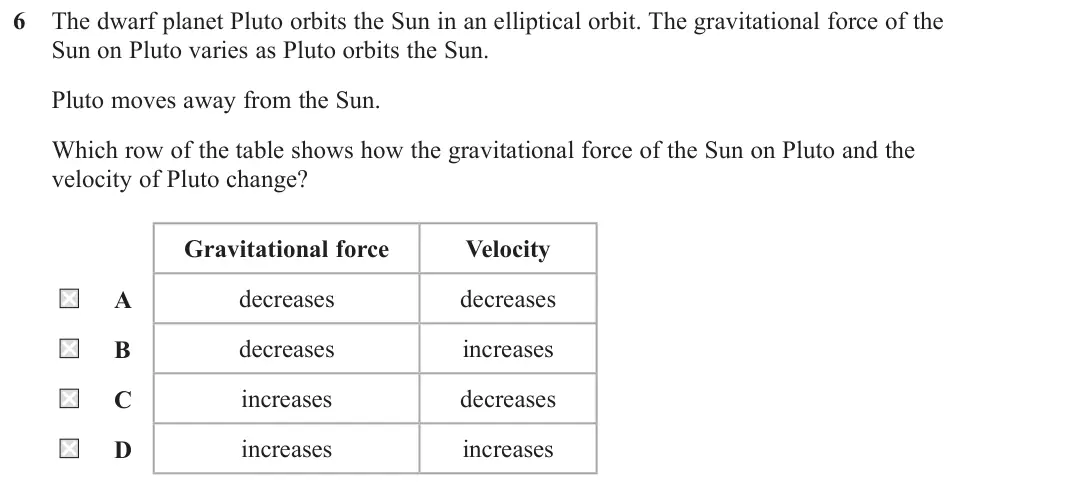 6 The dwarf planet Pluto orbits the Sun in an elliptical orbit. The gravitational force of the
Sun on Pluto varies as Pluto orbits the Sun.
Pluto moves away from the Sun.
Which row of the table shows how the gravitational force of the Sun on Pluto and the
velocity of Pluto change?
Gravitational force Velocity
A decreases decreases
B decreases increases
C increases decreases
D increases increases